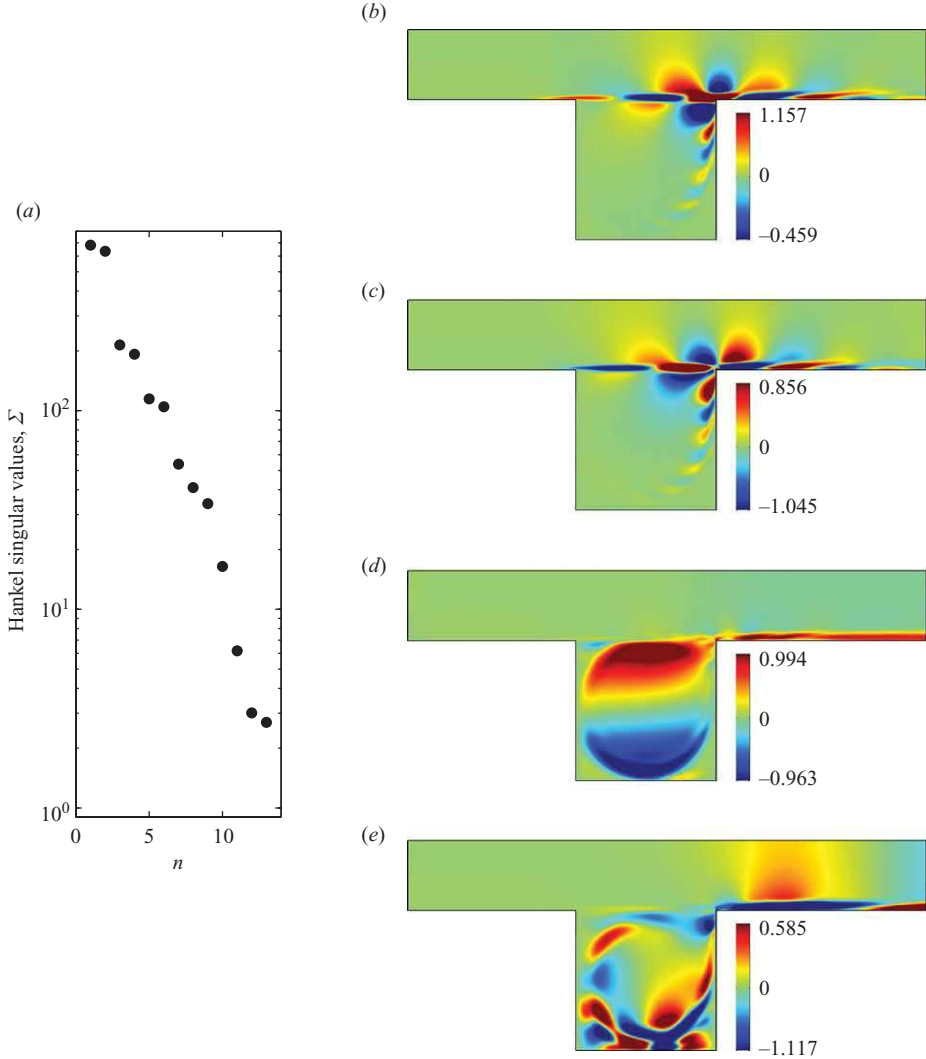 (a)
Hankel singular values, Σ
10²
10¹
10⁰
0
5
10
n
(b)
1.157
0
–0.459
(c)
0.856
0
–1.045
(d)
0.994
0
–0.963
(e)
0.585
0
–1.117